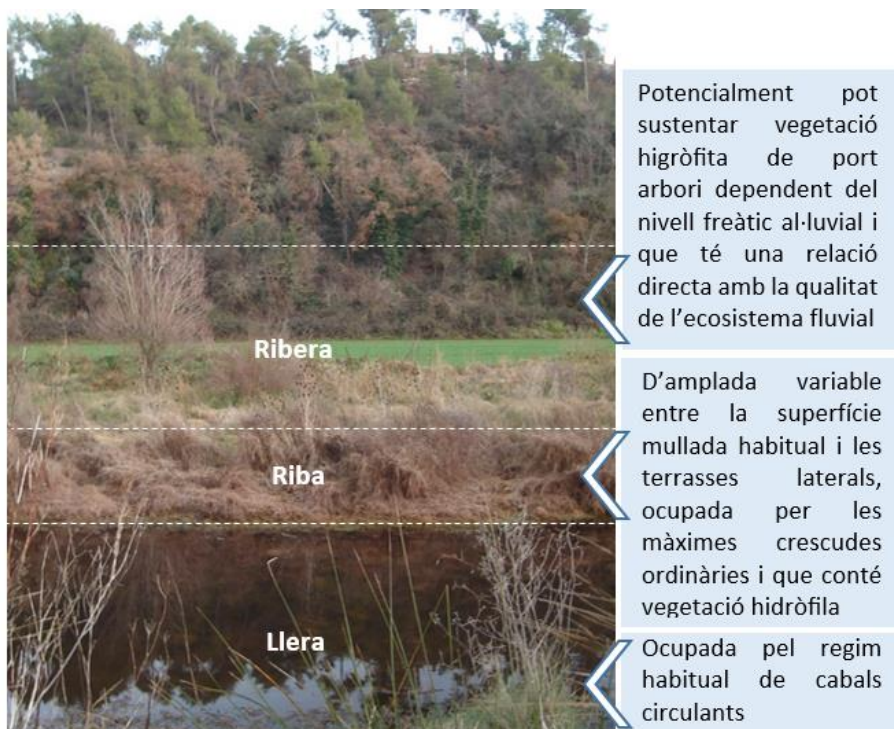 Potencialment pot
sustentar vegetació
higròfita de port
arbori dependent del
nivell freàtic al·luvial i
que té una relació
directa amb la qualitat
de l'ecosistema fluvial
Ribera
D'amplada variable
entre la superfície
mullada habitual i les
terrasses laterals,
ocupada per les
màximes crescudes
ordinàries i que conté
vegetació hidròfila
Riba
Ocupada pel regim
habitual de cabals
circulants
Llera